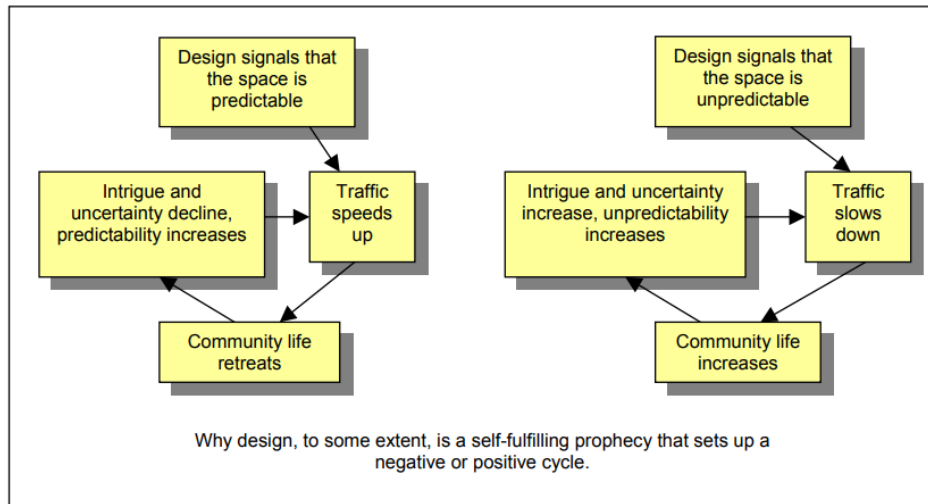 Design signals that
the space is
predictable
Intrigue and
uncertainty decline,
predictability increases
Traffic
speeds
up
Community life
retreats
Design signals that
the space is
unpredictable
Intrigue and uncertainty
increase, unpredictability
increases
Traffic
slows
down
Community life
increases
Why design, to some extent, is a self-fulfilling prophecy that sets up a
negative or positive cycle.